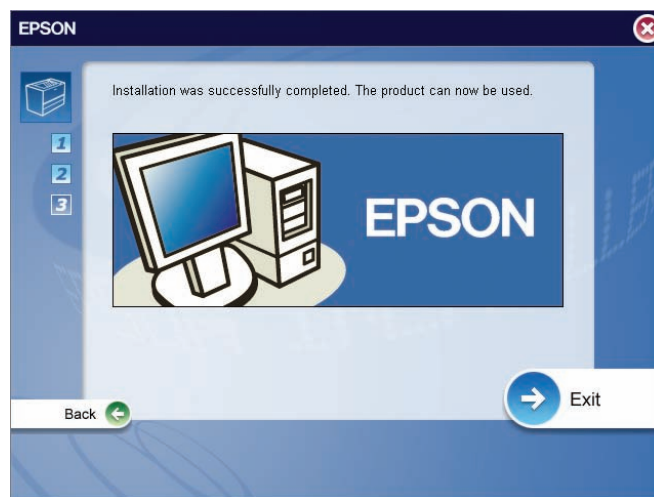 EPSON
Installation was successfully completed. The product can now be used.
1
2
3
EPSON
Back
Exit